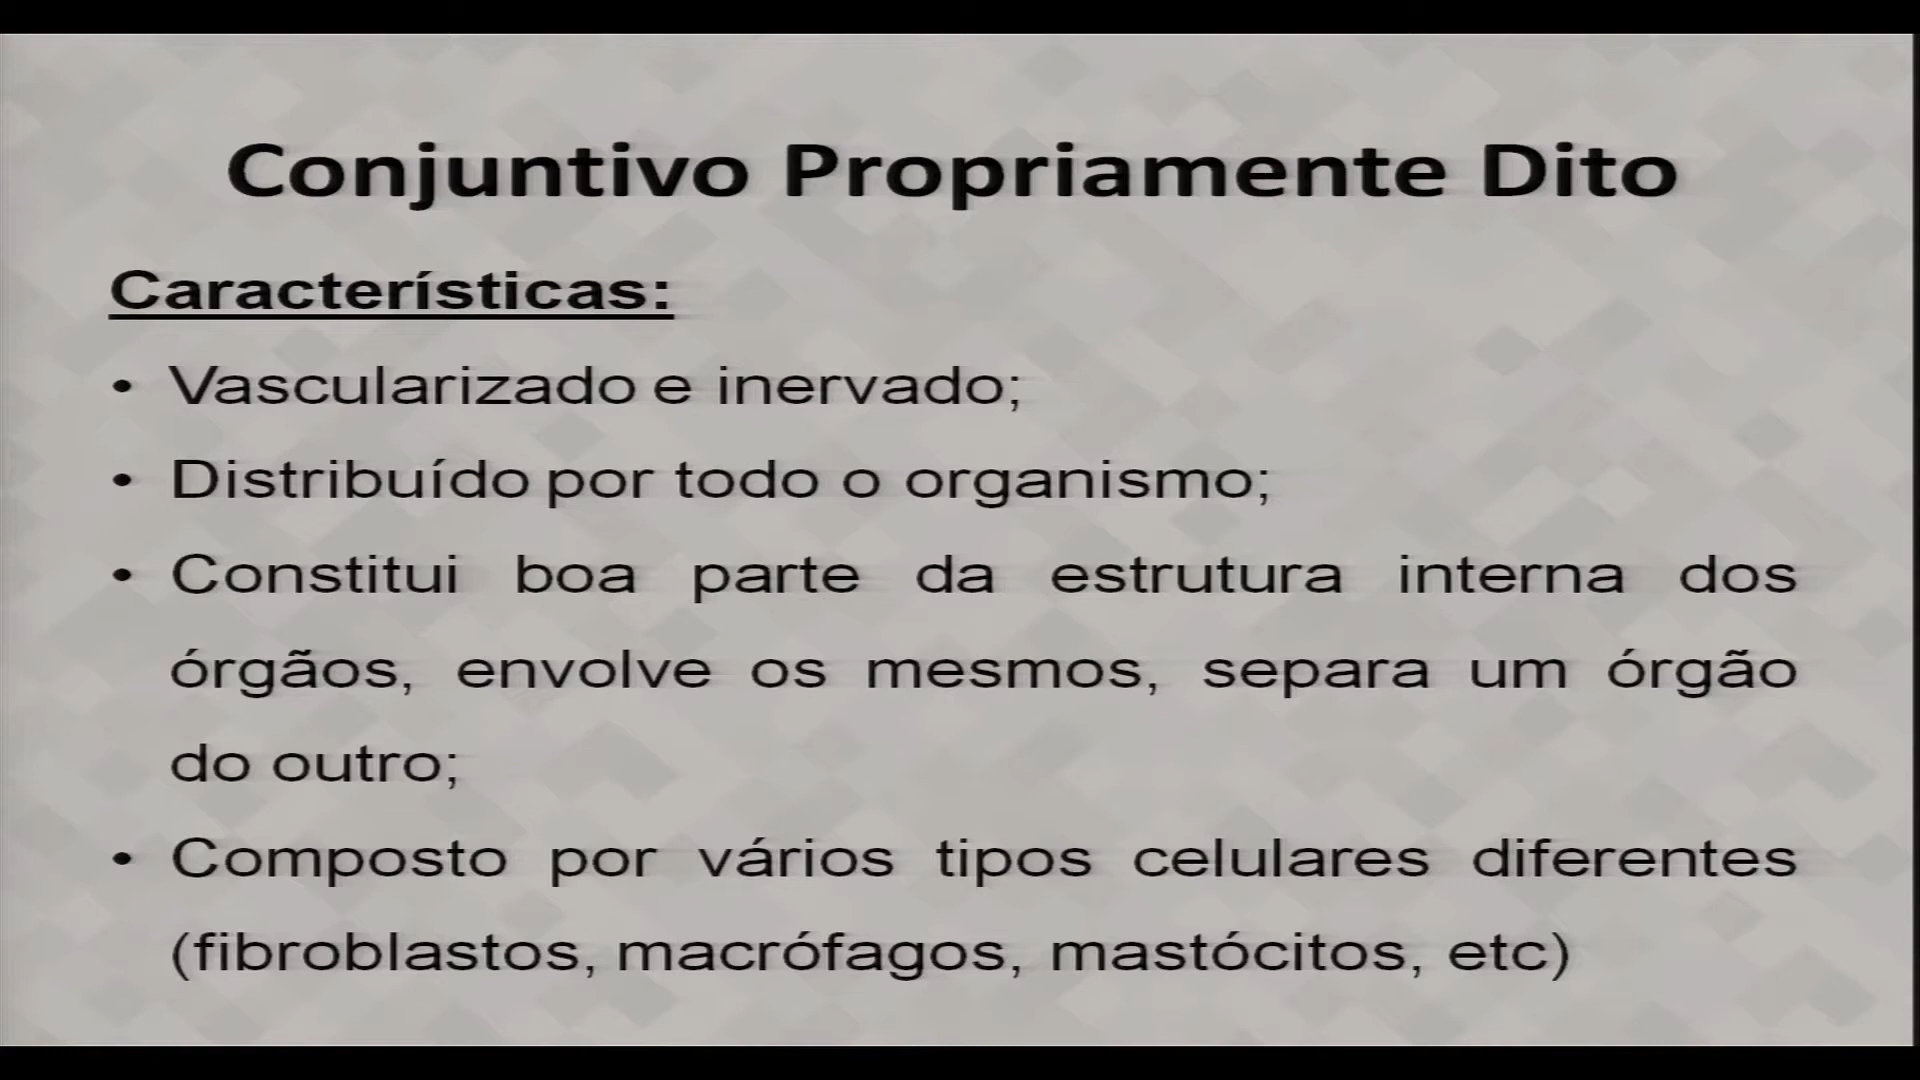 Conjuntivo Propriamente Dito
Características:
• Vascularizado e inervado;
• Distribuído por todo o organismo;
• Constitui boa parte da estrutura interna dos
órgãos, envolve os mesmos, separa um órgão
do outro;
• Composto por vários tipos celulares diferentes
(fibroblastos, macrófagos, mastócitos, etc)